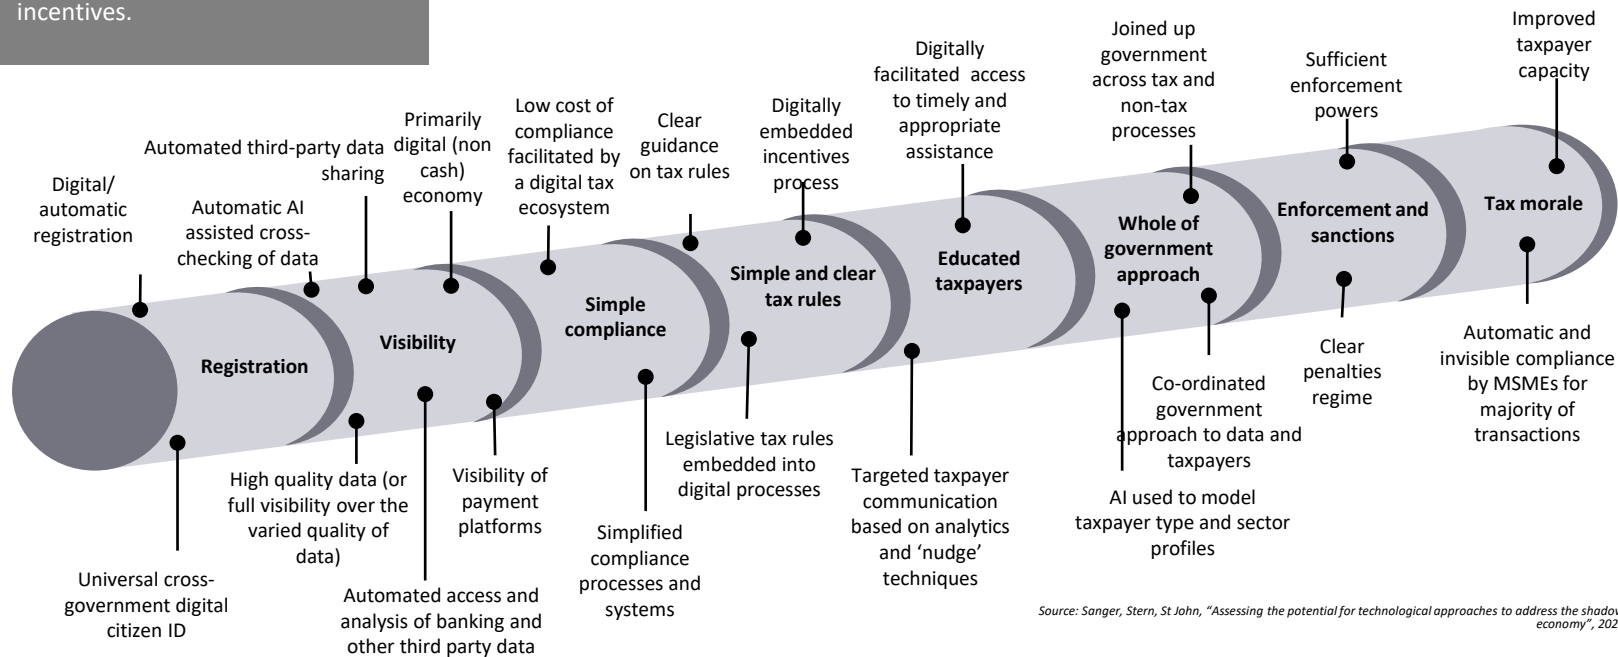 incentives.
Digital/
automatic
registration
Automatic AI
assisted cross-
checking of data
Automated third-party data
sharing
Primarily
digital (non
cash)
economy
Low cost of
compliance
facilitated by
a digital tax
ecosystem
Clear
guidance
on tax rules
Digitally
embedded
incentives
process
Digitally
facilitated access
to timely and
appropriate
assistance
Joined up
government
across tax and
non-tax
processes
Sufficient
enforcement
powers
Improved
taxpayer
capacity
Registration
Visibility
Simple
compliance
Simple and clear
tax rules
Educated
taxpayers
Whole of
government
approach
Enforcement and
sanctions
Tax morale
Universal cross-
government digital
citizen ID
High quality data (or
full visibility over the
varied quality of
data)
Automated access and
analysis of banking and
other third party data
Visibility of
payment
platforms
Simplified
compliance
processes and
systems
Legislative tax rules
embedded into
digital processes
Targeted taxpayer
communication
based on analytics
and ‘nudge’
techniques
AI used to model
taxpayer type and sector
profiles
Co-ordinated
government
approach to data and
taxpayers
Clear
penalties
regime
Automatic and
invisible compliance
by MSMEs for
majority of
transactions
Source: Sanger, Stern, St John, “Assessing the potential for technological approaches to address the shadow
economy”, 202